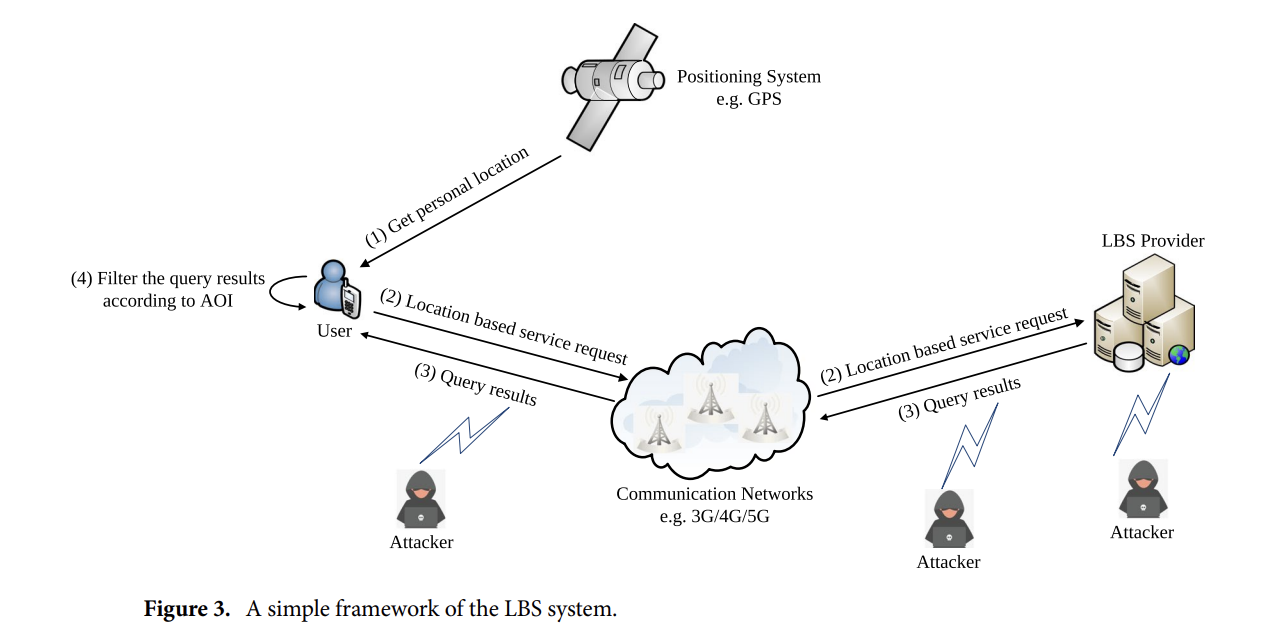 Positioning System
e.g. GPS
(1) Get personal location
LBS Provider
(4) Filter the query results
according to AOI
User
(2) Location based service request
(3) Query results
(2) Location based service request
(3) Query results
Communication Networks
e.g. 3G/4G/5G
Attacker
Attacker
Attacker
Figure 3. A simple framework of the LBS system.